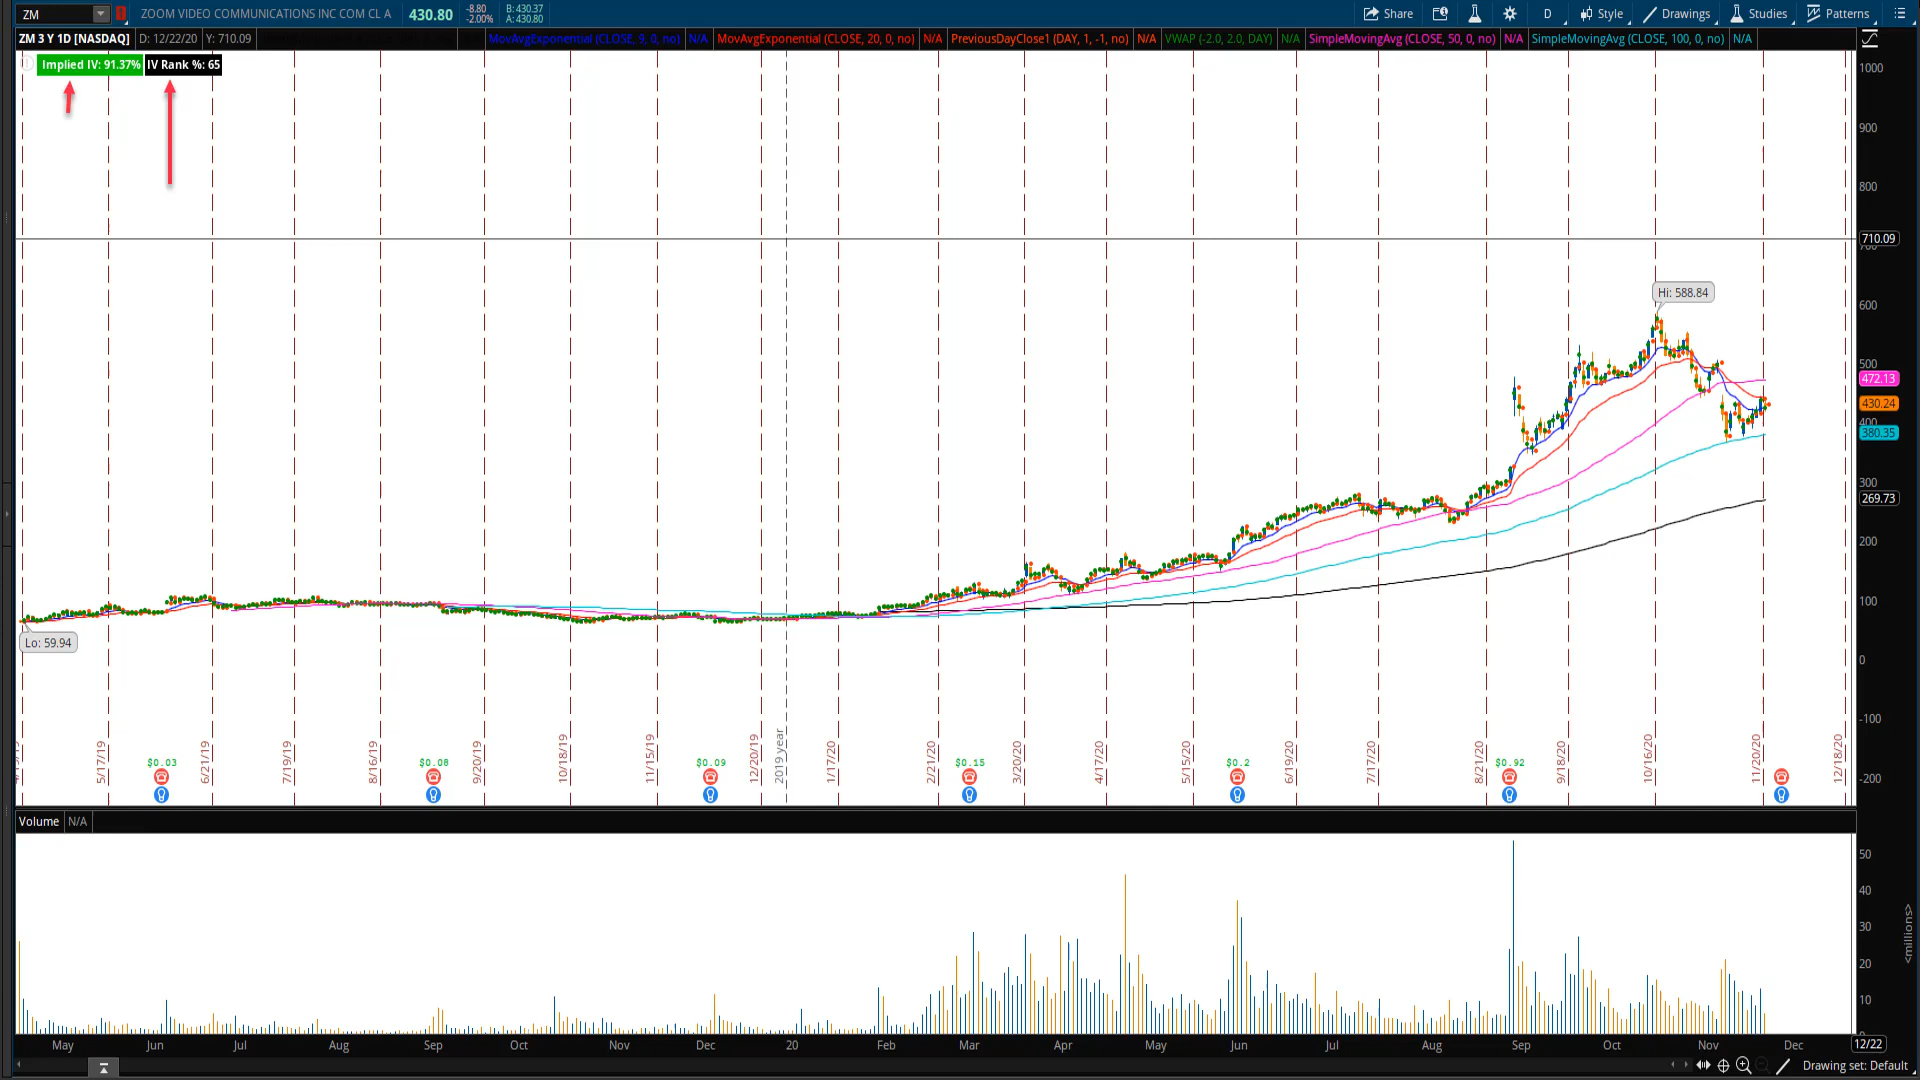 ZM ZOOM VIDEO COMMUNICATIONS INC COM CL A 430.80 -8.80 -2.00% B: 430.37 A: 430.80 Share D Style Drawings Studies Patterns
ZM 3 Y 1D [NASDAQ] D: 12/22/20 Y: 710.09 MovAvgExponential (CLOSE, 9, 0, no) N/A MovAvgExponential (CLOSE, 20, 0, no) N/A PreviousDayClose1 (DAY, 1, -1, no) N/A VWAP (-2.0, 2.0, DAY) N/A SimpleMovingAvg (CLOSE, 50, 0, no) N/A SimpleMovingAvg (CLOSE, 100, 0, no) N/A
Implied IV: 91.37% IV Rank %: 65
1000
900
800
710.09
700
Hi: 588.84
600
500
472.13
430.24
400
380.35
300
269.73
200
100
Lo: 59.94
0
-100
5/17/19 6/21/19 7/19/19 8/16/19 9/20/19 10/18/19 11/15/19 12/20/19 2019 year 1/17/20 2/21/20 3/20/20 4/17/20 5/15/20 6/19/20 7/17/20 8/21/20 9/18/20 10/16/20 11/20/20 12/18/20
$0.03 $0.08 $0.09 $0.15 $0.2 $0.92
-200
Volume N/A
50
40
30
20
10
<millions>
May Jun Jul Aug Sep Oct Nov Dec 20 Feb Mar Apr May Jun Jul Aug Sep Oct Nov Dec 12/22
Drawing set: Default